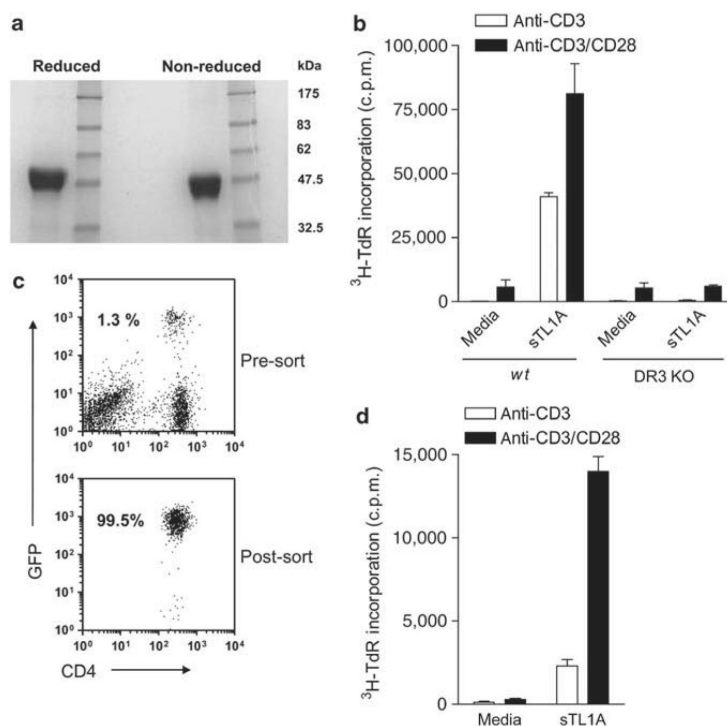 a
Reduced Non-reduced kDa
175
83
62
47.5
32.5
b
Anti-CD3
Anti-CD3/CD28
³H-TdR incorporation (c.p.m.)
100,000
75,000
50,000
25,000
0
Media sTL1A Media sTL1A
wt DR3 KO
c
10⁴
10³
10²
10¹
10⁰
1.3 %
Pre-sort
10⁰ 10¹ 10² 10³ 10⁴
10⁴
10³
10²
10¹
10⁰
99.5%
Post-sort
10⁰ 10¹ 10² 10³ 10⁴
GFP
CD4
d
Anti-CD3
Anti-CD3/CD28
³H-TdR incorporation (c.p.m.)
15,000
10,000
5,000
0
Media sTL1A